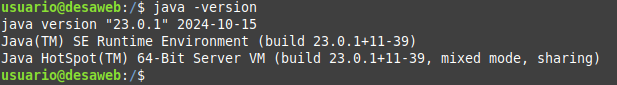 usuario@desaweb:/$ java -version
java version "23.0.1" 2024-10-15
Java(TM) SE Runtime Environment (build 23.0.1+11-39)
Java HotSpot(TM) 64-Bit Server VM (build 23.0.1+11-39, mixed mode, sharing)
usuario@desaweb:/$